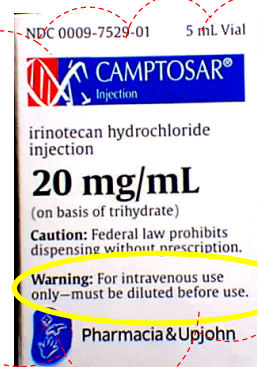 NDC 0009-7529-01 5 mL Vial
CAMPTOSAR®
Injection
irinotecan hydrochloride
injection
20 mg/mL
(on basis of trihydrate)
Caution: Federal law prohibits
dispensing without prescription.
Warning: For intravenous use
only—must be diluted before use.
Pharmacia&Upjohn